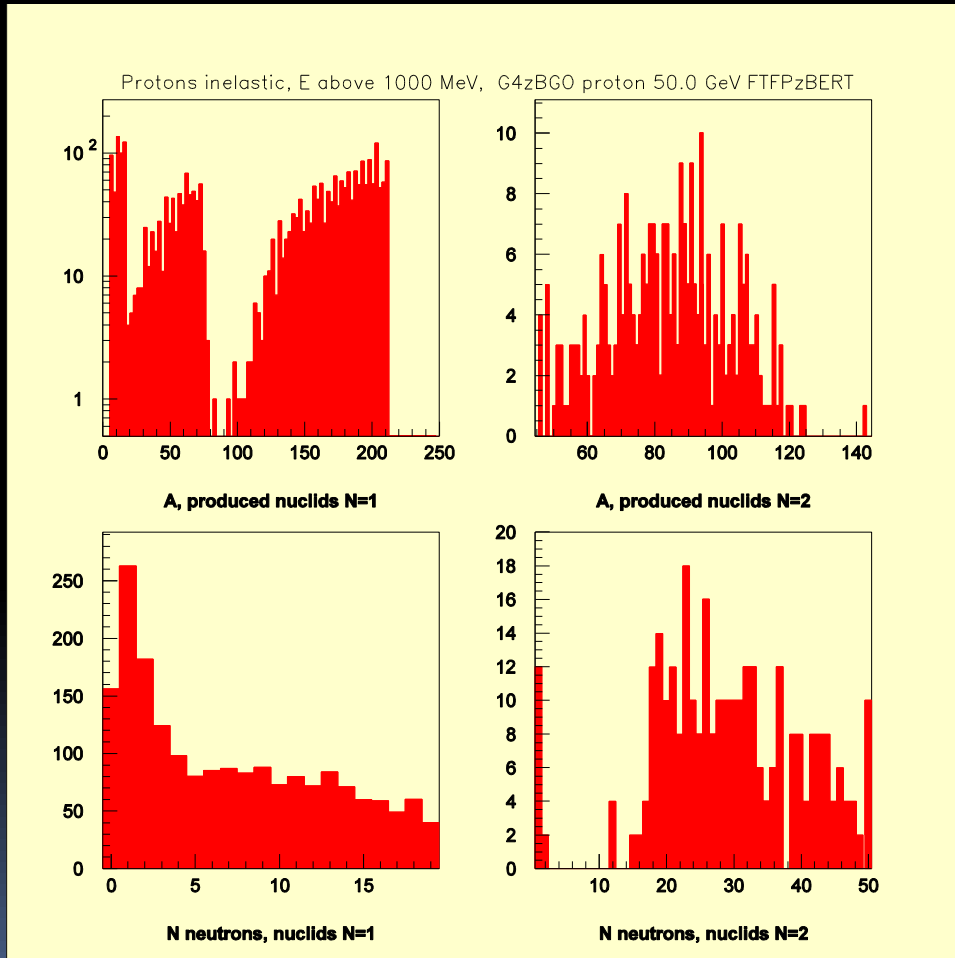 Protons inelastic, E above 1000 MeV, G4zBGO proton 50.0 GeV FTFPzBERT
10 2
10
1
0 50 100 150 200 250
A, produced nuclids N=1
10
8
6
4
2
0
60 80 100 120 140
A, produced nuclids N=2
250
200
150
100
50
0
0 5 10 15
N neutrons, nuclids N=1
20
18
16
14
12
10
8
6
4
2
0
10 20 30 40 50
N neutrons, nuclids N=2